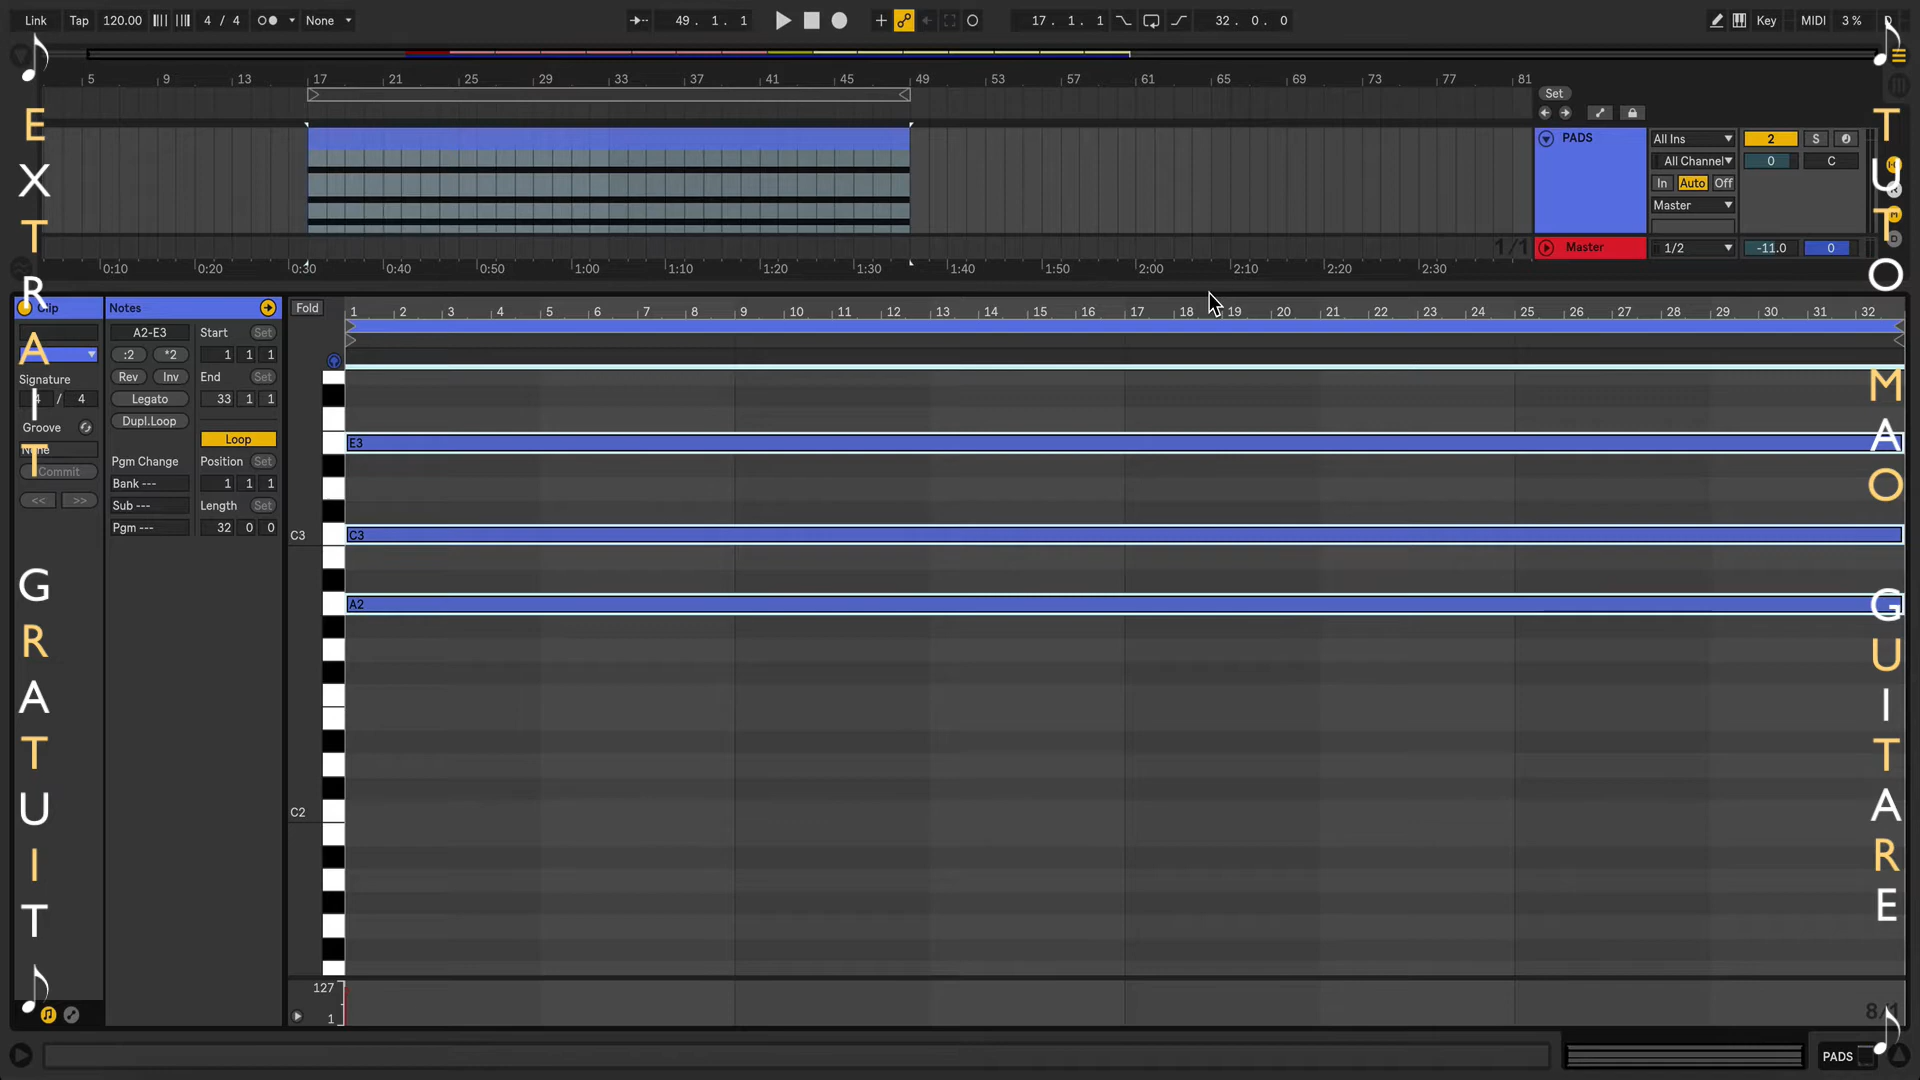 Link Tap 120.00 4 / 4 None 49. 1. 1 17. 1. 1 32. 0. 0 Key MIDI 3 % D
5 9 13 17 21 25 29 33 37 41 45 49 53 57 61 65 69 73 77 81
Set
PADS All Ins 2 S
All Channel 0 C
In Auto Off
Master
1/1 Master 1/2 -11.0 0
0:10 0:20 0:30 0:40 0:50 1:00 1:10 1:20 1:30 1:40 1:50 2:00 2:10 2:20 2:30
EXTRAIT GRATUIT
TUTO MAO GUITARE
Clip Notes Fold 1 2 3 4 5 6 7 8 9 10 11 12 13 14 15 16 17 18 19 20 21 22 23 24 25 26 27 28 29 30 31 32
A2-E3 Start Set
:2 *2 1 1 1
Signature Rev Inv End Set
4 / 4 Legato 33 1 1
Groove Dupl.Loop
None Loop
Commit Pgm Change Position Set
<< >> Bank --- 1 1 1
Sub --- Length Set
Pgm --- 32 0 0
E3
C3 C3
A2
C2
127
1
8/1
PADS